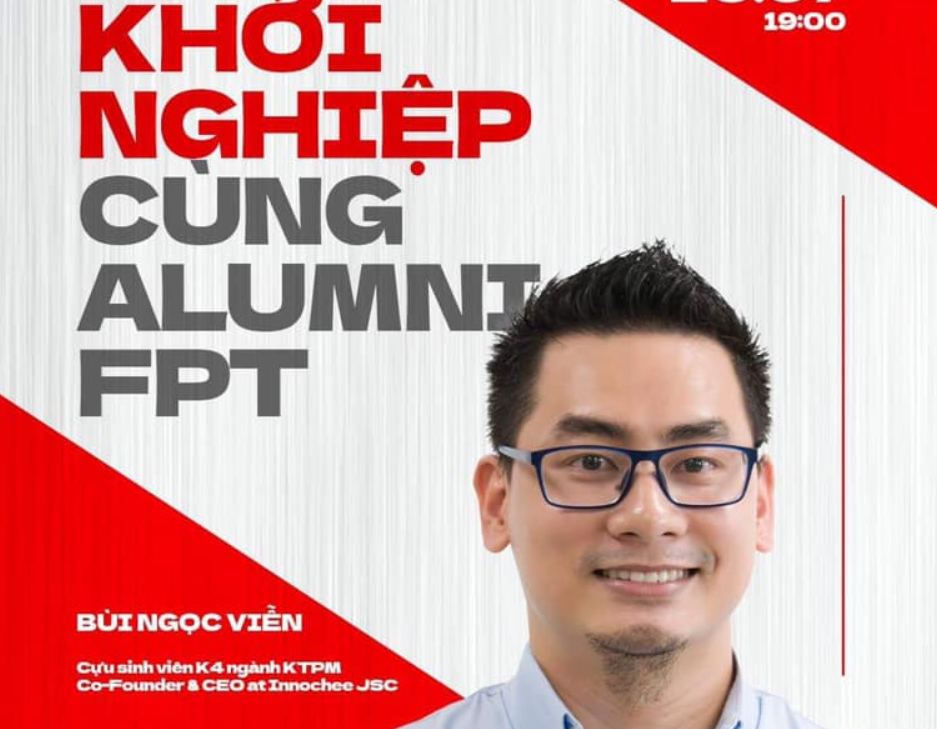 19:00
KHỞI
NGHIỆP
CÙNG
ALUMNI
FPT
BÙI NGỌC VIỄN
Cựu sinh viên K4 ngành KTPM
Co-Founder & CEO at Innochee JSC